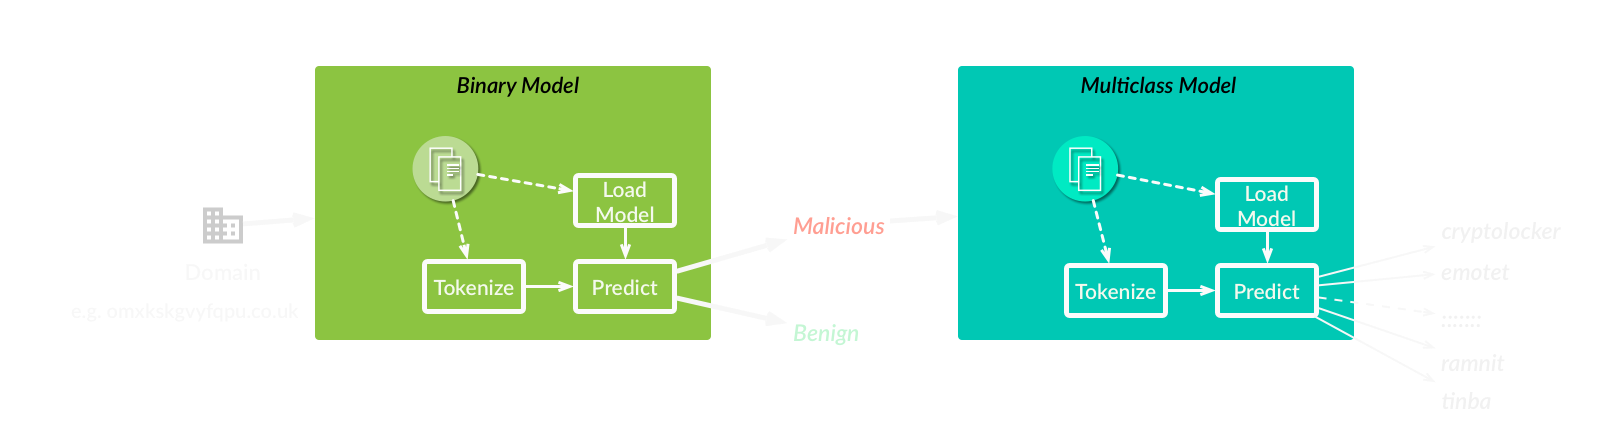 Binary Model
Load
Model
Tokenize
Predict
Domain
e.g. omxkskgvyfqpu.co.uk
Malicious
Benign
Multiclass Model
Load
Model
Tokenize
Predict
cryptolocker
emotet
.......
ramnit
tinba